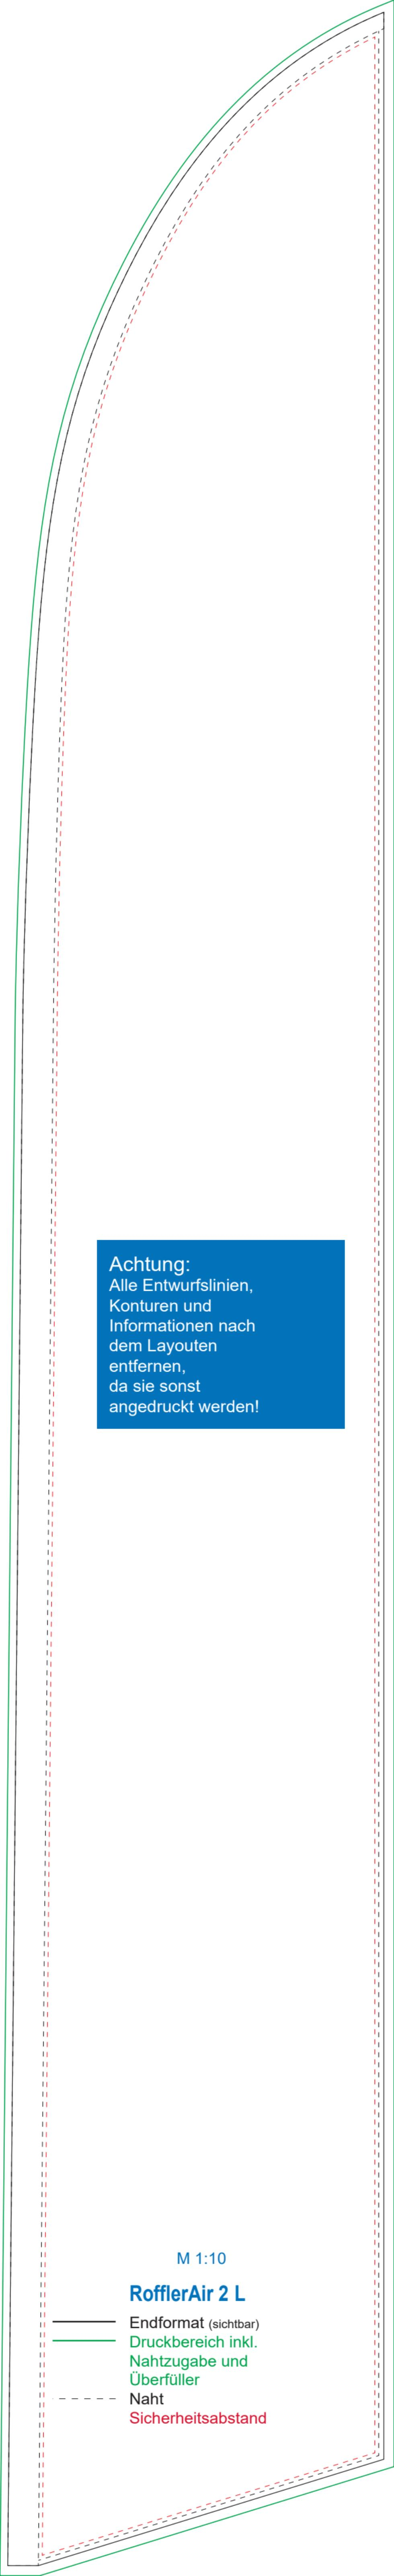 Achtung:
Alle Entwurfslinien,
Konturen und
Informationen nach
dem Layouten
entfernen,
da sie sonst
angedruckt werden!
M 1:10
RofflerAir 2 L
Endformat (sichtbar)
Druckbereich inkl.
Nahtzugabe und
Überfüller
Naht
Sicherheitsabstand